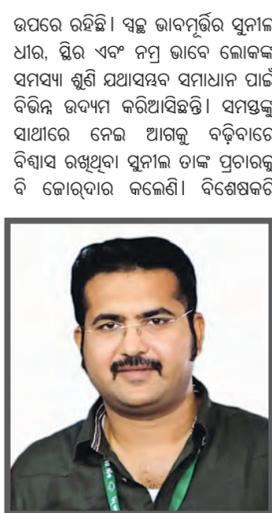 ଉପରେ ରହିଛି। ସ୍ୱଚ୍ଛ ଭାବମୂର୍ତ୍ତିର ସୁନୀଲ
ଧୀର, ସ୍ଥିର ଏବଂ ନମ୍ର ଭାବେ ଲୋକଙ୍କ
ସମସ୍ୟା ଶୁଣି ଯଥାସମ୍ଭବ ସମାଧାନ ପାଇଁ
ବିଭିନ୍ନ ଉଦ୍ୟମ କରିଆସିଛନ୍ତି। ସମସ୍ତଙ୍କୁ
ସାଥୀରେ ନେଇ ଆଗକୁ ବଢ଼ିବାରେ
ବିଶ୍ୱାସ ରଖିଥିବା ସୁନୀଲ ତାଙ୍କ ପ୍ରଚାରକୁ
ବି ଜୋର୍‌ଦାର କଲେଣି। ବିଶେଷକରି